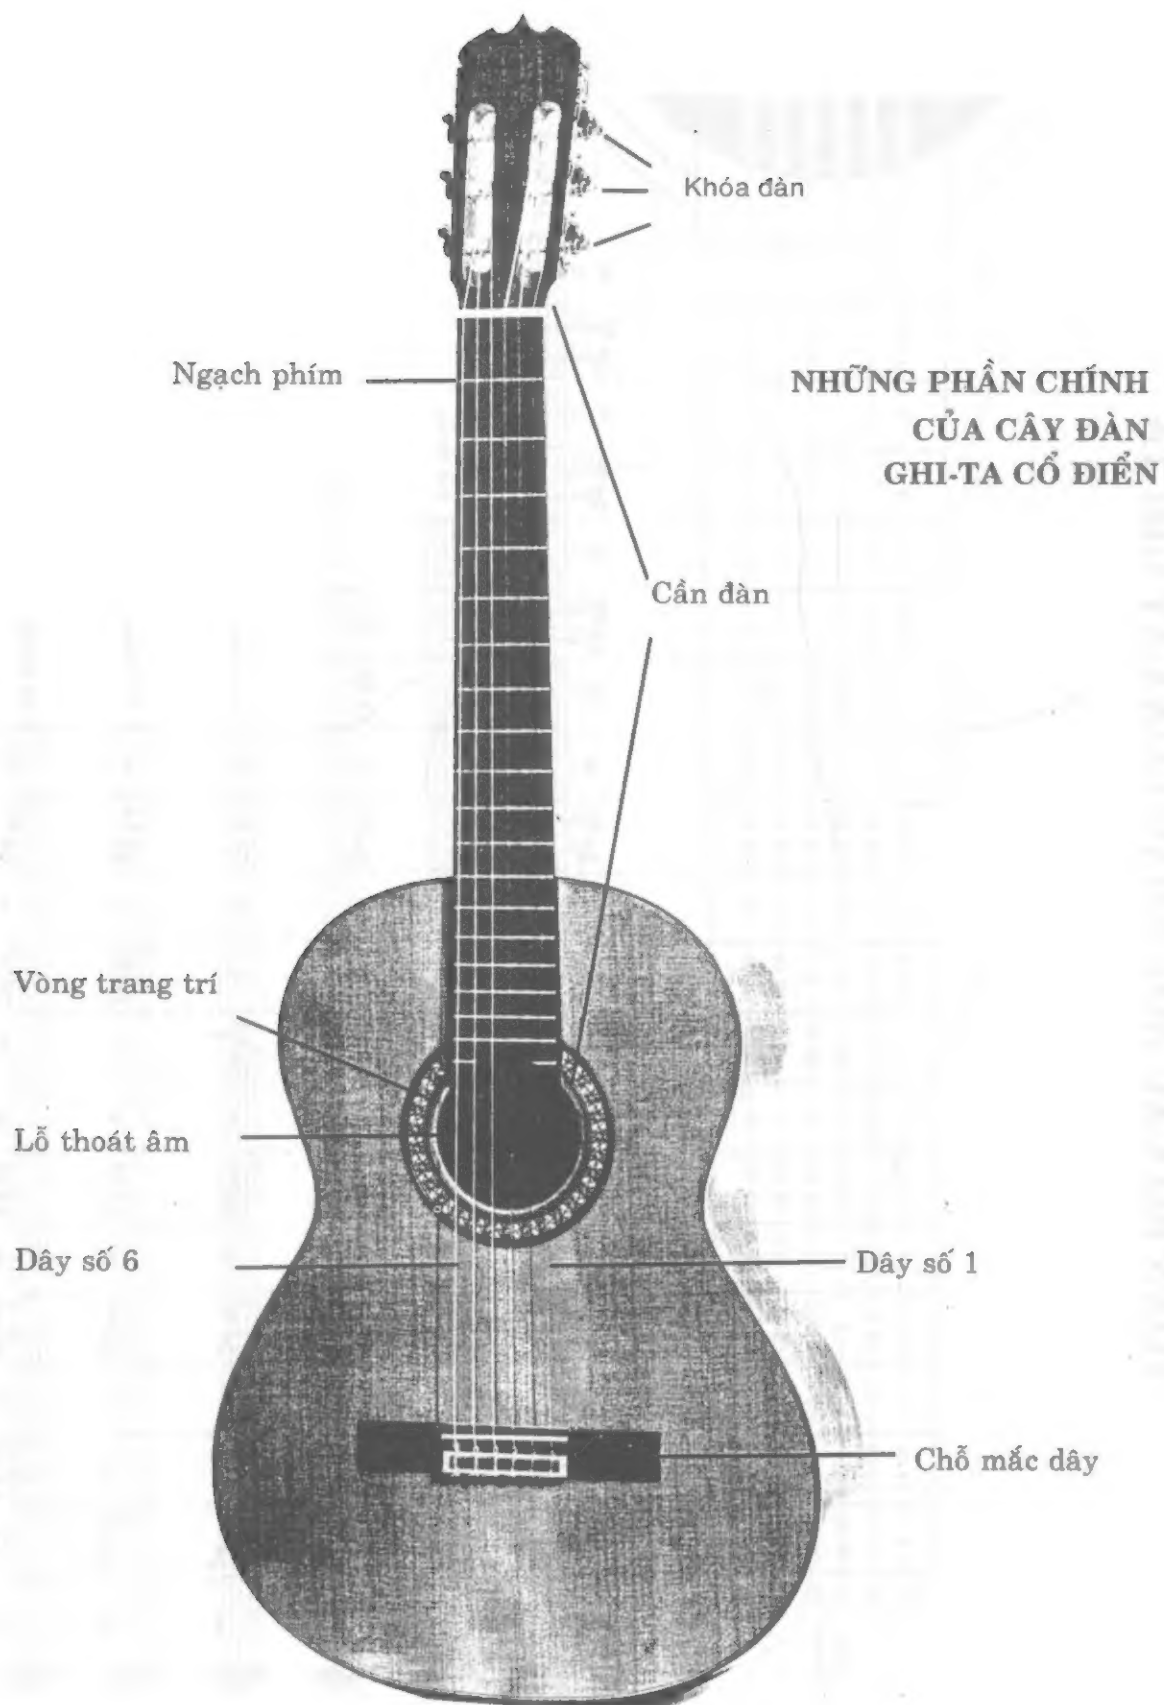 Khóa đàn
Ngạch phím
NHỮNG PHẦN CHÍNH
CỦA CÂY ĐÀN
GHI-TA CỔ ĐIỂN
Cần đàn
Vòng trang trí
Lỗ thoát âm
Dây số 6
Dây số 1
Chỗ mắc dây